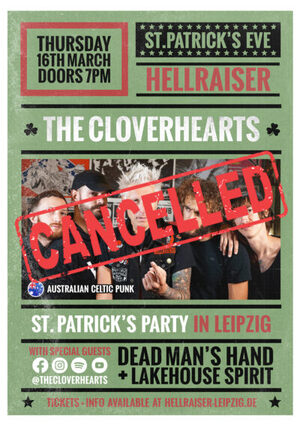 THURSDAY
16TH MARCH
DOORS 7PM
ST.PATRICK'S EVE
HELLRAISER
THE CLOVERHEARTS
CANCELLED
AUSTRALIAN CELTIC PUNK
ST. PATRICK'S PARTY IN LEIPZIG
WITH SPECIAL GUESTS
@THECLOVERHEARTS
DEAD MAN'S HAND
+ LAKEHOUSE SPIRIT
TICKETS - INFO AVAILABLE AT HELLRAISER-LEIPZIG.DE